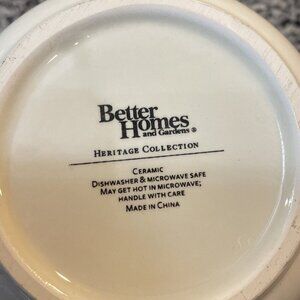 Better
Homes
and Gardens ®
HERITAGE COLLECTION
CERAMIC
DISHWASHER & MICROWAVE SAFE
MAY GET HOT IN MICROWAVE;
HANDLE WITH CARE
MADE IN CHINA